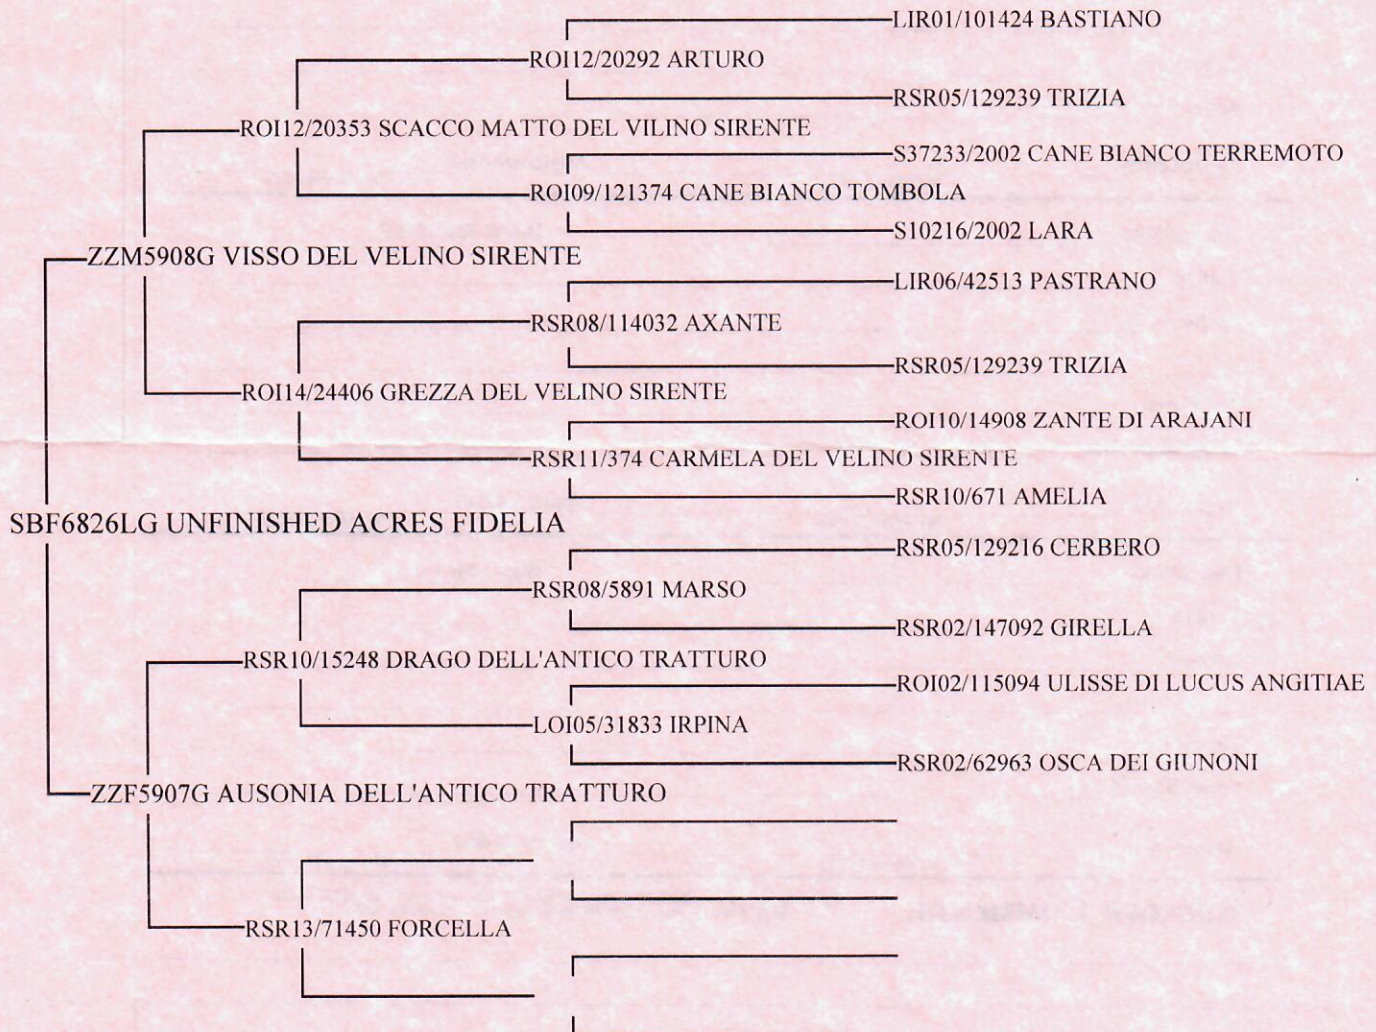 LIR01/101424 BASTIANO
ROI12/20292 ARTURO
RSR05/129239 TRIZIA
ROI12/20353 SCACCO MATTO DEL VILINO SIRENTE
S37233/2002 CANE BIANCO TERREMOTO
ROI09/121374 CANE BIANCO TOMBOLA
S10216/2002 LARA
ZZM5908G VISSO DEL VELINO SIRENTE
LIR06/42513 PASTRANO
RSR08/114032 AXANTE
RSR05/129239 TRIZIA
ROI14/24406 GREZZA DEL VELINO SIRENTE
ROI10/14908 ZANTE DI ARAJANI
RSR11/374 CARMELA DEL VELINO SIRENTE
RSR10/671 AMELIA
SBF6826LG UNFINISHED ACRES FIDELIA
RSR05/129216 CERBERO
RSR08/5891 MARSO
RSR02/147092 GIRELLA
RSR10/15248 DRAGO DELL'ANTICO TRATTURO
ROI02/115094 ULISSE DI LUCUS ANGITIAE
LOI05/31833 IRPINA
RSR02/62963 OSCA DEI GIUNONI
ZZF5907G AUSONIA DELL'ANTICO TRATTURO
RSR13/71450 FORCELLA